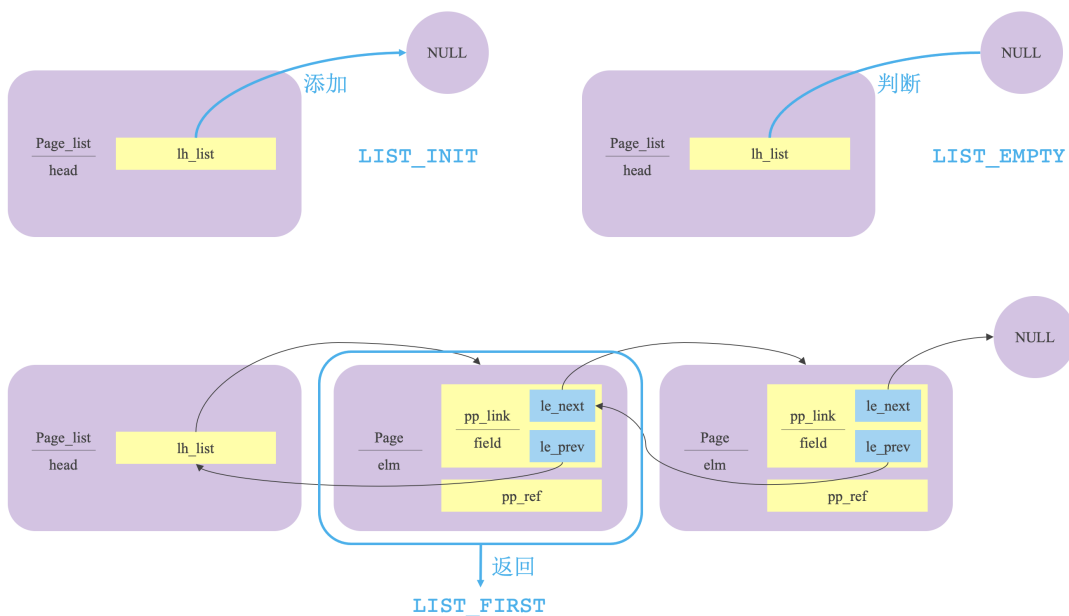 NULL
添加
Page_list
head
lh_list
LIST_INIT
NULL
判断
Page_list
head
lh_list
LIST_EMPTY
NULL
Page_list
head
lh_list
Page
elm
pp_link
field
le_next
le_prev
pp_ref
Page
elm
pp_link
field
le_next
le_prev
pp_ref
返回
LIST_FIRST